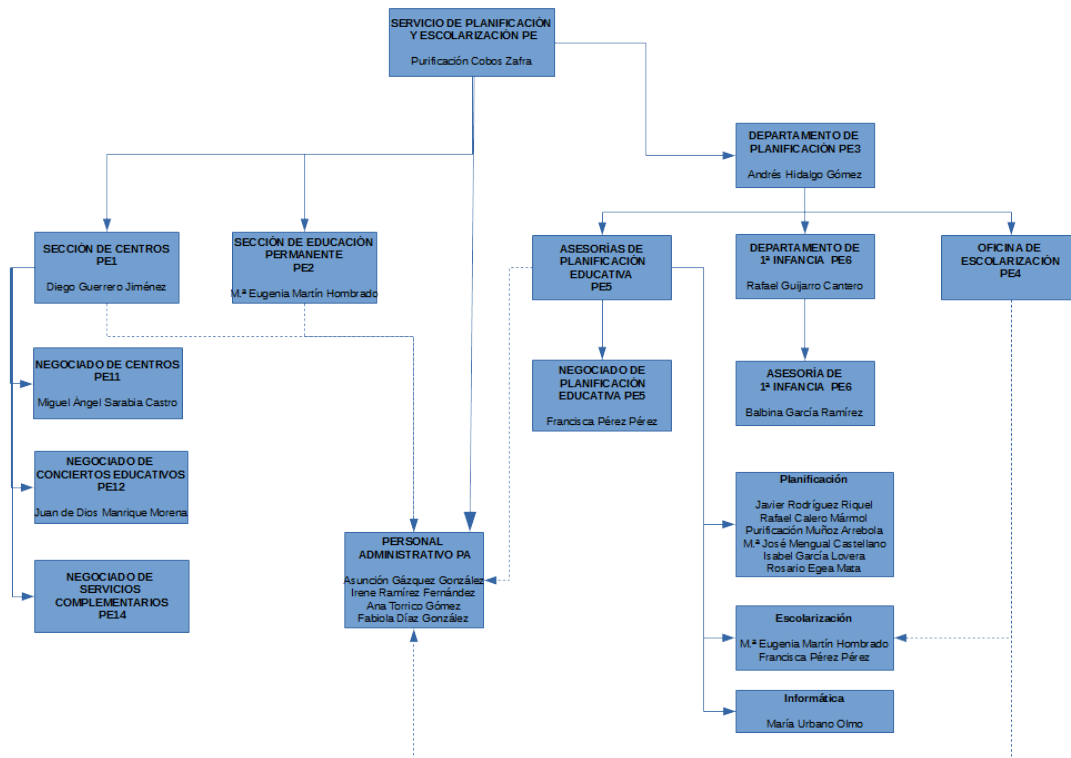 SERVICIO DE PLANIFICACIÓN
Y ESCOLARIZACIÓN PE
Purificación Cobos Zafra
DEPARTAMENTO DE
PLANIFICACIÓN PE3
Andrés Hidalgo Gómez
SECCIÓN DE CENTROS
PE1
Diego Guerrero Jiménez
SECCIÓN DE EDUCACIÓN
PERMANENTE
PE2
M.ª Eugenia Martín Hombrado
ASESORÍAS DE
PLANIFICACIÓN
EDUCATIVA
PE5
DEPARTAMENTO DE
1ª INFANCIA PE6
Rafael Guijarro Cantero
OFICINA DE
ESCOLARIZACIÓN
PE4
NEGOCIADO DE CENTROS
PE11
Miguel Ángel Sarabia Castro
NEGOCIADO DE
PLANIFICACIÓN
EDUCATIVA PE5
Francisca Pérez Pérez
ASESORÍA DE
1ª INFANCIA PE6
Balbina García Ramírez
NEGOCIADO DE
CONCIERTOS EDUCATIVOS
PE12
Juan de Dios Manrique Morena
NEGOCIADO DE
SERVICIOS
COMPLEMENTARIOS
PE14
PERSONAL
ADMINISTRATIVO PA
Asunción Gázquez González
Irene Ramírez Fernández
Ana Torrico Gómez
Fabiola Díaz González
Planificación
Javier Rodríguez Riquel
Rafael Calero Mármol
Purificación Muñoz Arrebola
M.ª José Mengual Castellano
Isabel García Lovera
Rosario Egea Mata
Escolarización
M.ª Eugenia Martín Hombrado
Francisca Pérez Pérez
Informática
María Urbano Olmo